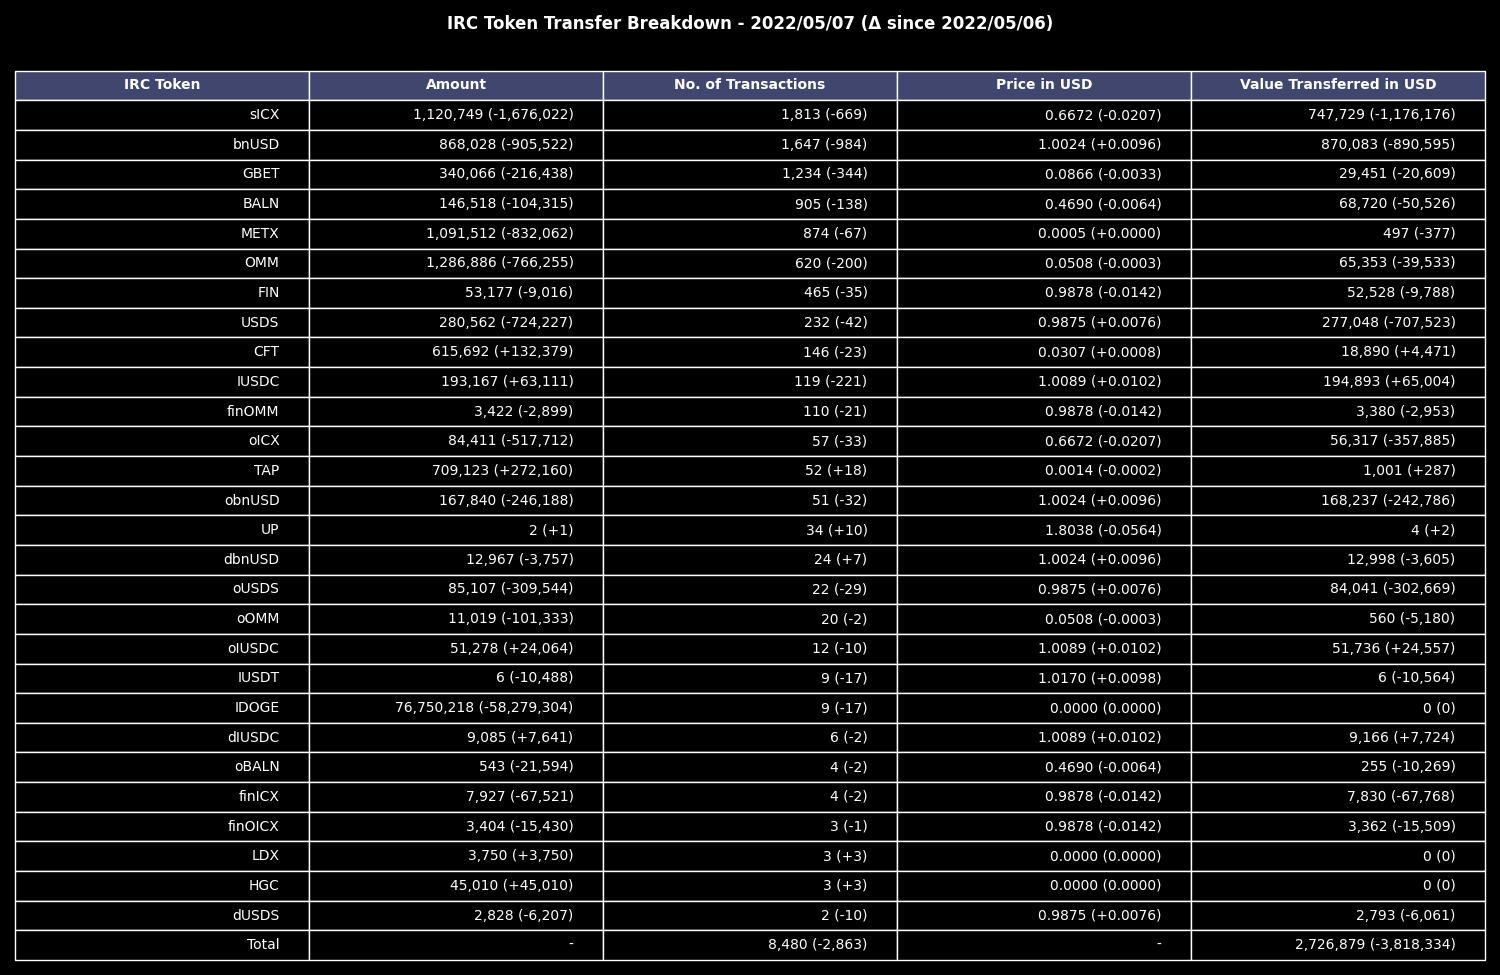 IRC Token Transfer Breakdown - 2022/05/07 (Δ since 2022/05/06)
IRC Token Amount No. of Transactions Price in USD Value Transferred in USD
sICX 1,120,749 (-1,676,022) 1,813 (-669) 0.6672 (-0.0207) 747,729 (-1,176,176)
bnUSD 868,028 (-905,522) 1,647 (-984) 1.0024 (+0.0096) 870,083 (-890,595)
GBET 340,066 (-216,438) 1,234 (-344) 0.0866 (-0.0033) 29,451 (-20,609)
BALN 146,518 (-104,315) 905 (-138) 0.4690 (-0.0064) 68,720 (-50,526)
METX 1,091,512 (-832,062) 874 (-67) 0.0005 (+0.0000) 497 (-377)
OMM 1,286,886 (-766,255) 620 (-200) 0.0508 (-0.0003) 65,353 (-39,533)
FIN 53,177 (-9,016) 465 (-35) 0.9878 (-0.0142) 52,528 (-9,788)
USDS 280,562 (-724,227) 232 (-42) 0.9875 (+0.0076) 277,048 (-707,523)
CFT 615,692 (+132,379) 146 (-23) 0.0307 (+0.0008) 18,890 (+4,471)
IUSDC 193,167 (+63,111) 119 (-221) 1.0089 (+0.0102) 194,893 (+65,004)
finOMM 3,422 (-2,899) 110 (-21) 0.9878 (-0.0142) 3,380 (-2,953)
oICX 84,411 (-517,712) 57 (-33) 0.6672 (-0.0207) 56,317 (-357,885)
TAP 709,123 (+272,160) 52 (+18) 0.0014 (-0.0002) 1,001 (+287)
obnUSD 167,840 (-246,188) 51 (-32) 1.0024 (+0.0096) 168,237 (-242,786)
UP 2 (+1) 34 (+10) 1.8038 (-0.0564) 4 (+2)
dbnUSD 12,967 (-3,757) 24 (+7) 1.0024 (+0.0096) 12,998 (-3,605)
oUSDS 85,107 (-309,544) 22 (-29) 0.9875 (+0.0076) 84,041 (-302,669)
oOMM 11,019 (-101,333) 20 (-2) 0.0508 (-0.0003) 560 (-5,180)
oIUSDC 51,278 (+24,064) 12 (-10) 1.0089 (+0.0102) 51,736 (+24,557)
IUSDT 6 (-10,488) 9 (-17) 1.0170 (+0.0098) 6 (-10,564)
IDOGE 76,750,218 (-58,279,304) 9 (-17) 0.0000 (0.0000) 0 (0)
dIUSDC 9,085 (+7,641) 6 (-2) 1.0089 (+0.0102) 9,166 (+7,724)
oBALN 543 (-21,594) 4 (-2) 0.4690 (-0.0064) 255 (-10,269)
finICX 7,927 (-67,521) 4 (-2) 0.9878 (-0.0142) 7,830 (-67,768)
finOICX 3,404 (-15,430) 3 (-1) 0.9878 (-0.0142) 3,362 (-15,509)
LDX 3,750 (+3,750) 3 (+3) 0.0000 (0.0000) 0 (0)
HGC 45,010 (+45,010) 3 (+3) 0.0000 (0.0000) 0 (0)
dUSDS 2,828 (-6,207) 2 (-10) 0.9875 (+0.0076) 2,793 (-6,061)
Total - 8,480 (-2,863) - 2,726,879 (-3,818,334)